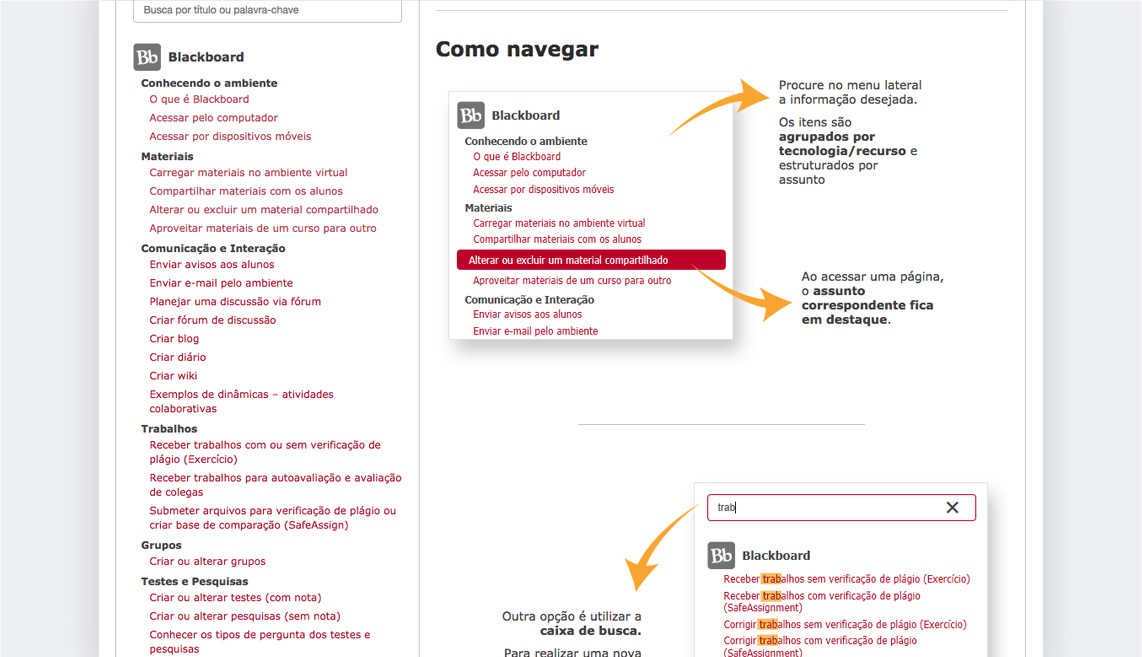 Busca por título ou palavra-chave
Bb Blackboard
Conhecendo o ambiente
O que é Blackboard
Acessar pelo computador
Acessar por dispositivos móveis
Materiais
Carregar materiais no ambiente virtual
Compartilhar materiais com os alunos
Alterar ou excluir um material compartilhado
Aproveitar materiais de um curso para outro
Comunicação e Interação
Enviar avisos aos alunos
Enviar e-mail pelo ambiente
Planejar uma discussão via fórum
Criar fórum de discussão
Criar blog
Criar diário
Criar wiki
Exemplos de dinâmicas – atividades
colaborativas
Trabalhos
Receber trabalhos com ou sem verificação de
plágio (Exercício)
Receber trabalhos para autoavaliação e avaliação
de colegas
Submeter arquivos para verificação de plágio ou
criar base de comparação (SafeAssign)
Grupos
Criar ou alterar grupos
Testes e Pesquisas
Criar ou alterar testes (com nota)
Criar ou alterar pesquisas (sem nota)
Conhecer os tipos de pergunta dos testes e
pesquisas
Como navegar
Bb Blackboard
Conhecendo o ambiente
O que é Blackboard
Acessar pelo computador
Acessar por dispositivos móveis
Materiais
Carregar materiais no ambiente virtual
Compartilhar materiais com os alunos
Alterar ou excluir um material compartilhado
Aproveitar materiais de um curso para outro
Comunicação e Interação
Enviar avisos aos alunos
Enviar e-mail pelo ambiente
Procure no menu lateral
a informação desejada.
Os itens são
agrupados por
tecnologia/recurso e
estruturados por
assunto
Ao acessar uma página,
o assunto
correspondente fica
em destaque.
Outra opção é utilizar a
caixa de busca.
Para realizar uma nova
trab
Bb Blackboard
Receber trabalhos sem verificação de plágio (Exercício)
Receber trabalhos com verificação de plágio
(SafeAssignment)
Corrigir trabalhos sem verificação de plágio (Exercício)
Corrigir trabalhos com verificação de plágio
(SafeAssignment)